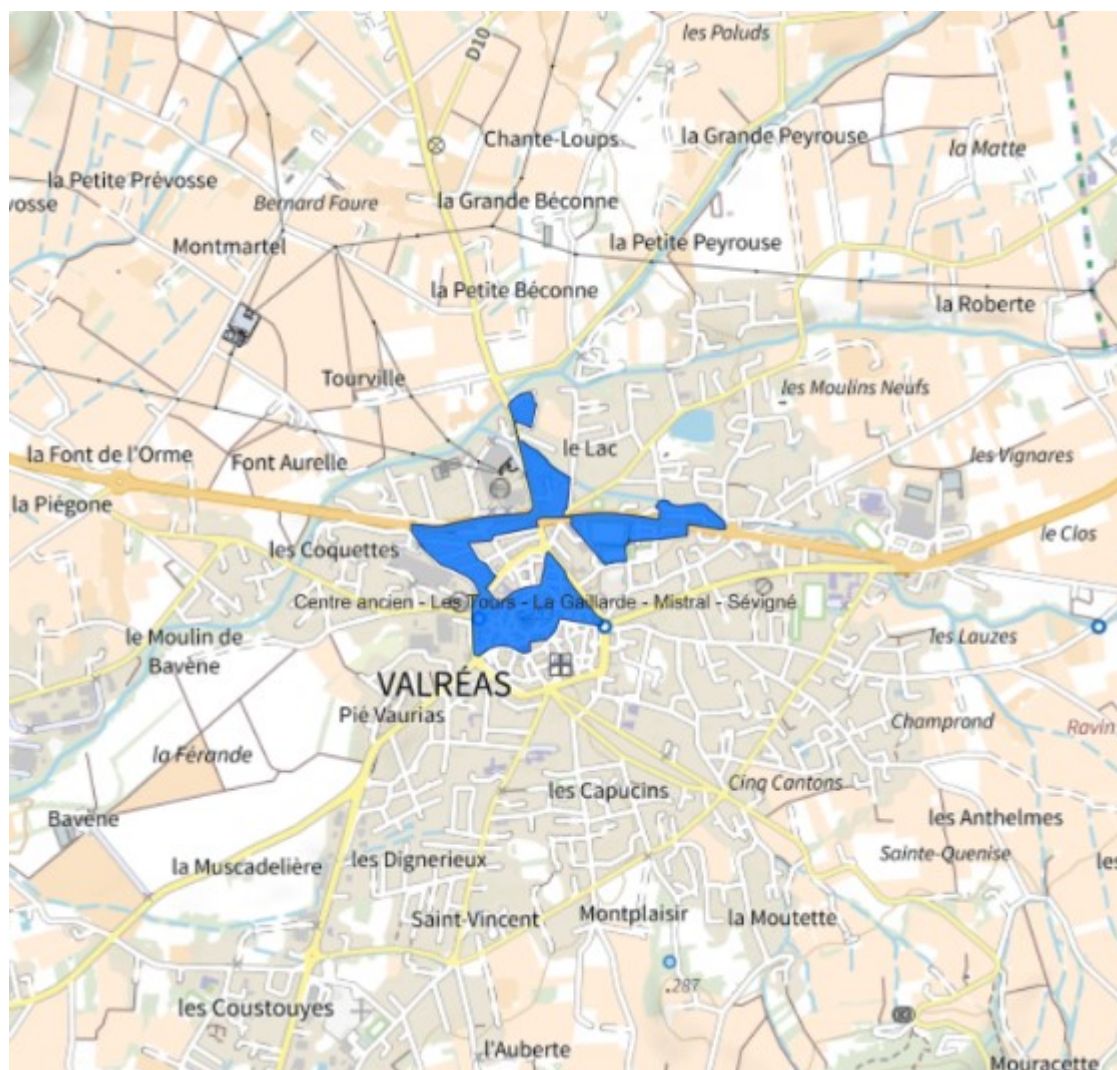 les Paluds
D10
Chante-Loups
la Grande Peyrouse
la Matte
la Petite Prévosse
vosse
Bernard Faure
la Grande Béconne
Montmartel
la Petite Peyrouse
la Petite Béconne
la Roberte
Tourville
les Moulins Neufs
la Font de l'Orme
Font Aurelle
le Lac
les Vignares
la Piégone
les Coquettes
le Clos
Centre ancien - Les Tours - La Gaillarde - Mistral - Sévigné
le Moulin de
Bavène
les Lauzes
VALRÉAS
Pié Vaurias
Champrond
Ravin
la Férande
Cinq Cantons
les Capucins
Bavène
les Anthelmes
la Muscadelière
les Dignerieux
Sainte-Quenise
les
Saint-Vincent
Montplaisir
la Moutette
287
les Coustouyes
l'Auberte
Mouracette